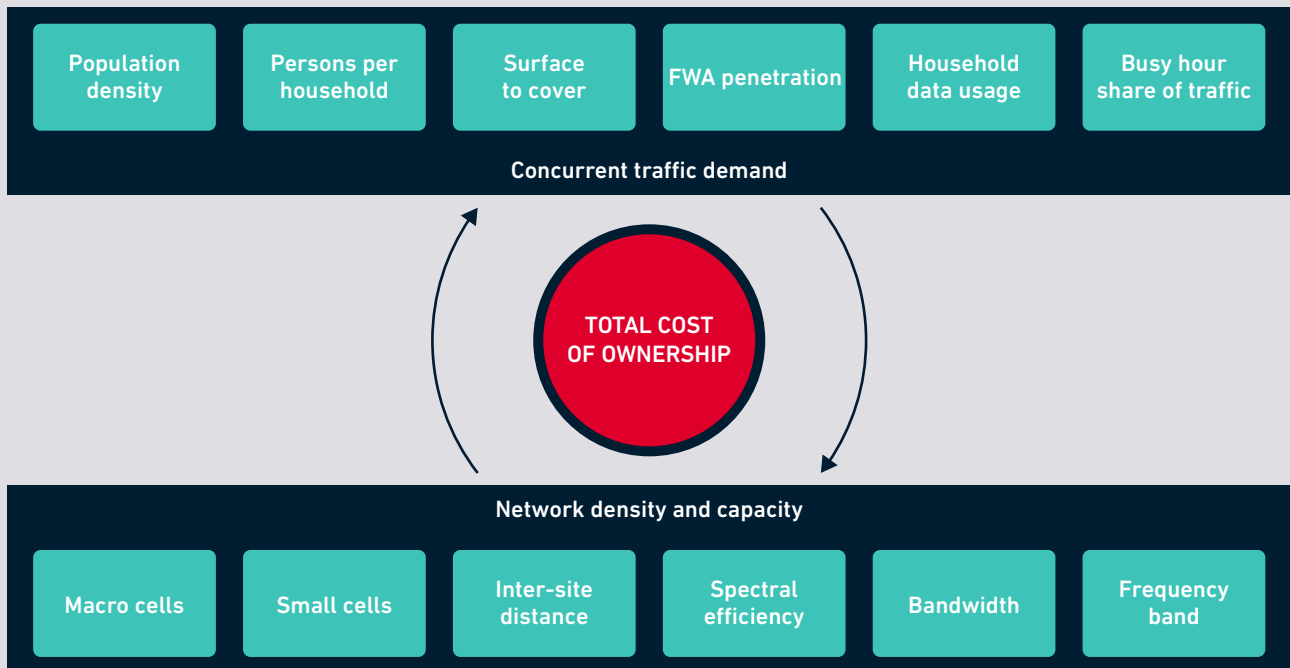 Population
density
Persons per
household
Surface
to cover
FWA penetration
Household
data usage
Busy hour
share of traffic
Concurrent traffic demand
TOTAL COST
OF OWNERSHIP
Network density and capacity
Macro cells
Small cells
Inter-site
distance
Spectral
efficiency
Bandwidth
Frequency
band